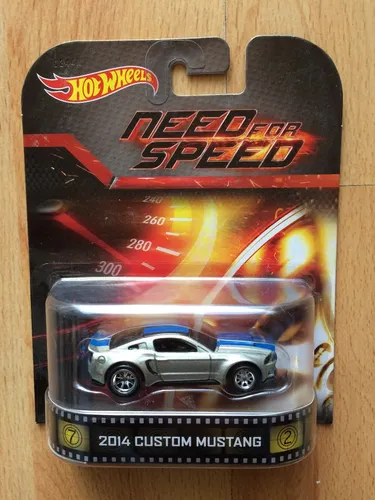 HOT WHEELS
NEED FOR
SPEED
240
260
280
300
7 2014 CUSTOM MUSTANG 2